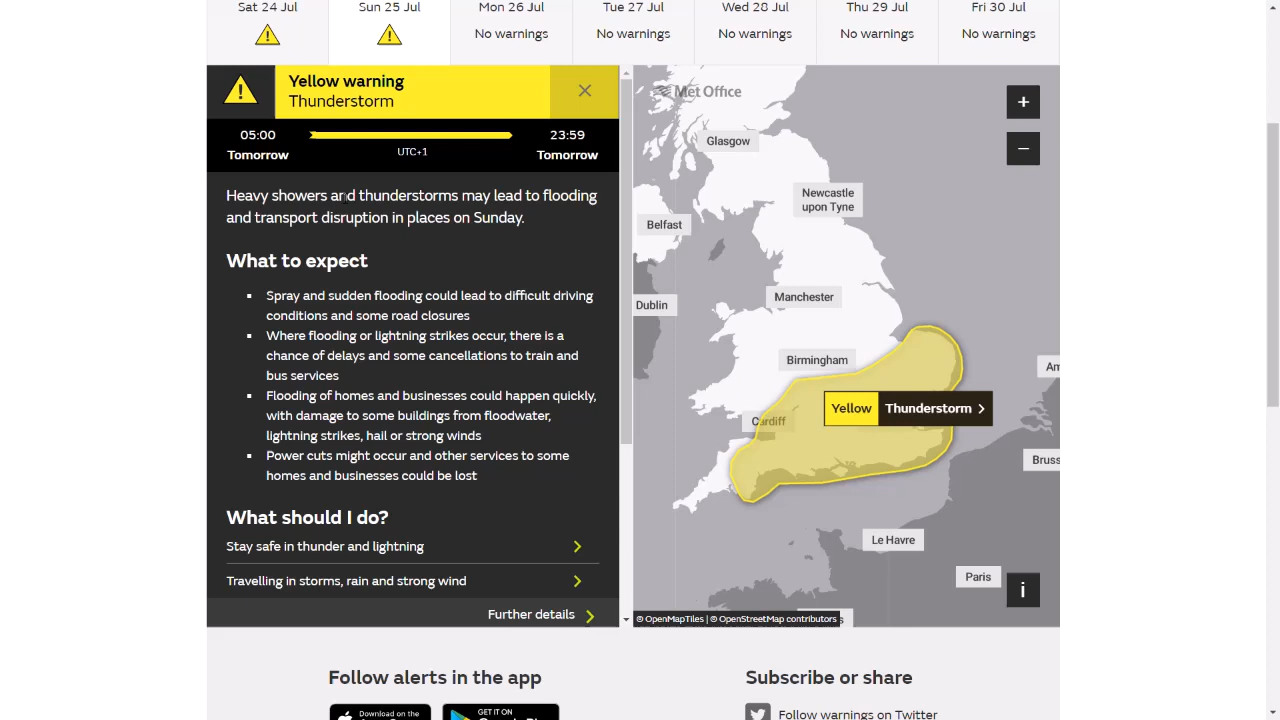 Sat 24 Jul
Sun 25 Jul
Mon 26 Jul
Tue 27 Jul
Wed 28 Jul
Thu 29 Jul
Fri 30 Jul
No warnings
No warnings
No warnings
No warnings
No warnings
Yellow warning
Thunderstorm
05:00
Tomorrow
UTC+1
23:59
Tomorrow
Heavy showers and thunderstorms may lead to flooding
and transport disruption in places on Sunday.
What to expect
Spray and sudden flooding could lead to difficult driving
conditions and some road closures
Where flooding or lightning strikes occur, there is a
chance of delays and some cancellations to train and
bus services
Flooding of homes and businesses could happen quickly,
with damage to some buildings from floodwater,
lightning strikes, hail or strong winds
Power cuts might occur and other services to some
homes and businesses could be lost
What should I do?
Stay safe in thunder and lightning
Travelling in storms, rain and strong wind
Further details
Met Office
Glasgow
Newcastle
upon Tyne
Belfast
Manchester
Dublin
Birmingham
Am
Yellow Thunderstorm
Cardiff
Bruss
Le Havre
Paris
i
© OpenMapTiles | © OpenStreetMap contributors
Follow alerts in the app
Subscribe or share
Download on the
GET IT ON
Follow warnings on Twitter